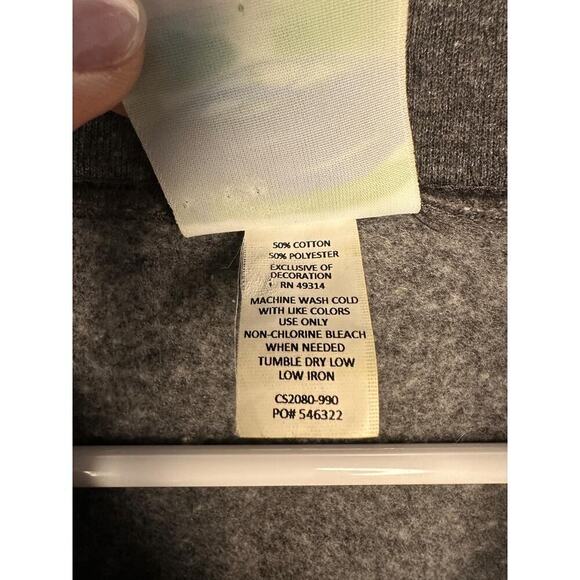 50% COTTON
50% POLYESTER
EXCLUSIVE OF
DECORATION
RN 49314
MACHINE WASH COLD
WITH LIKE COLORS
USE ONLY
NON-CHLORINE BLEACH
WHEN NEEDED
TUMBLE DRY LOW
LOW IRON
CS2080-990
PO# 546322